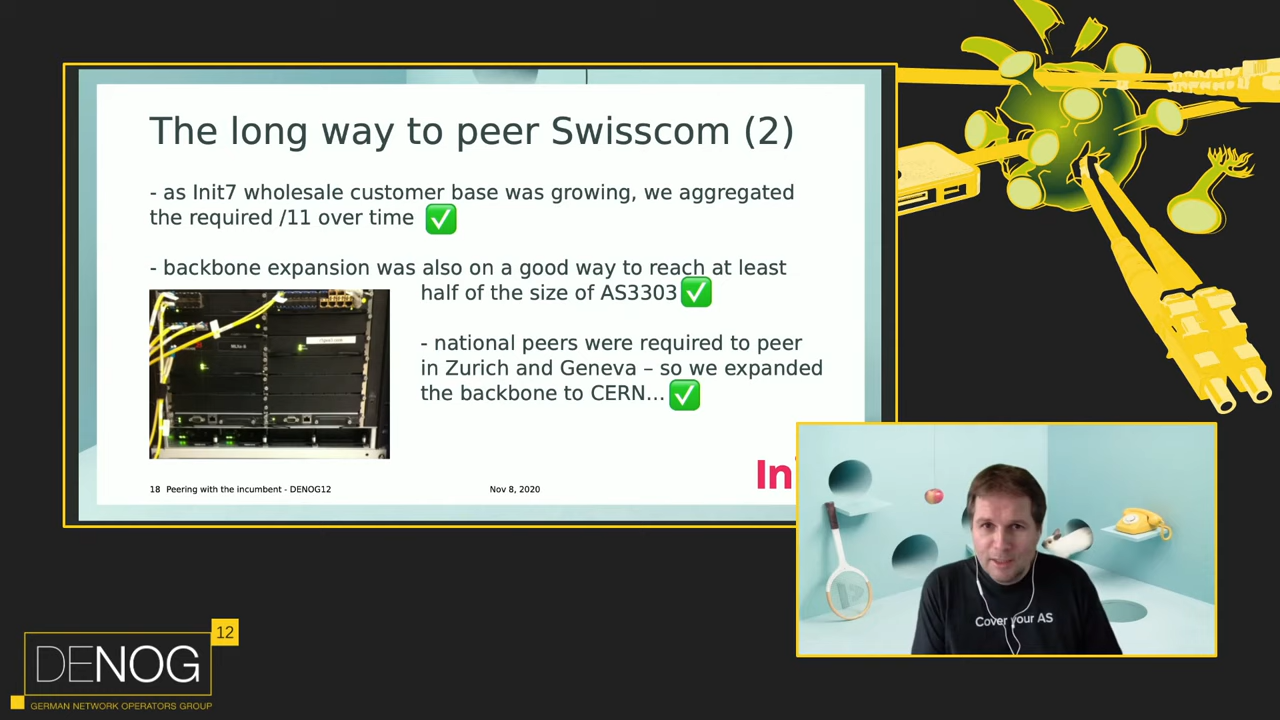 The long way to peer Swisscom (2)
- as Init7 wholesale customer base was growing, we aggregated
the required /11 over time ✅
- backbone expansion was also on a good way to reach at least
half of the size of AS3303 ✅
- national peers were required to peer
in Zurich and Geneva – so we expanded
the backbone to CERN... ✅
18 Peering with the incumbent - DENOG12
Nov 8, 2020
In
Cover your AS
12
DENOG
GERMAN NETWORK OPERATORS GROUP